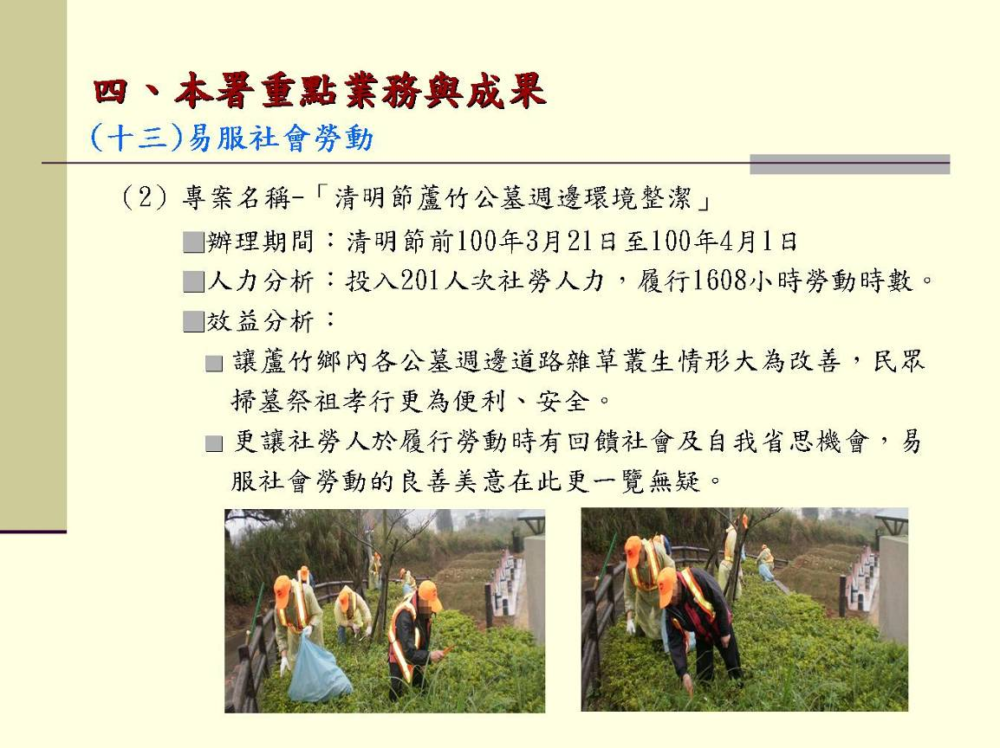 四、本署重點業務與成果
(十三)易服社會勞動
（2）專案名稱-「清明節蘆竹公墓週邊環境整潔」
辦理期間：清明節前100年3月21日至100年4月1日
人力分析：投入201人次社勞人力，履行1608小時勞動時數。
效益分析：
讓蘆竹鄉內各公墓週邊道路雜草叢生情形大為改善，民眾
掃墓祭祖孝行更為便利、安全。
更讓社勞人於履行勞動時有回饋社會及自我省思機會，易
服社會勞動的良善美意在此更一覽無疑。